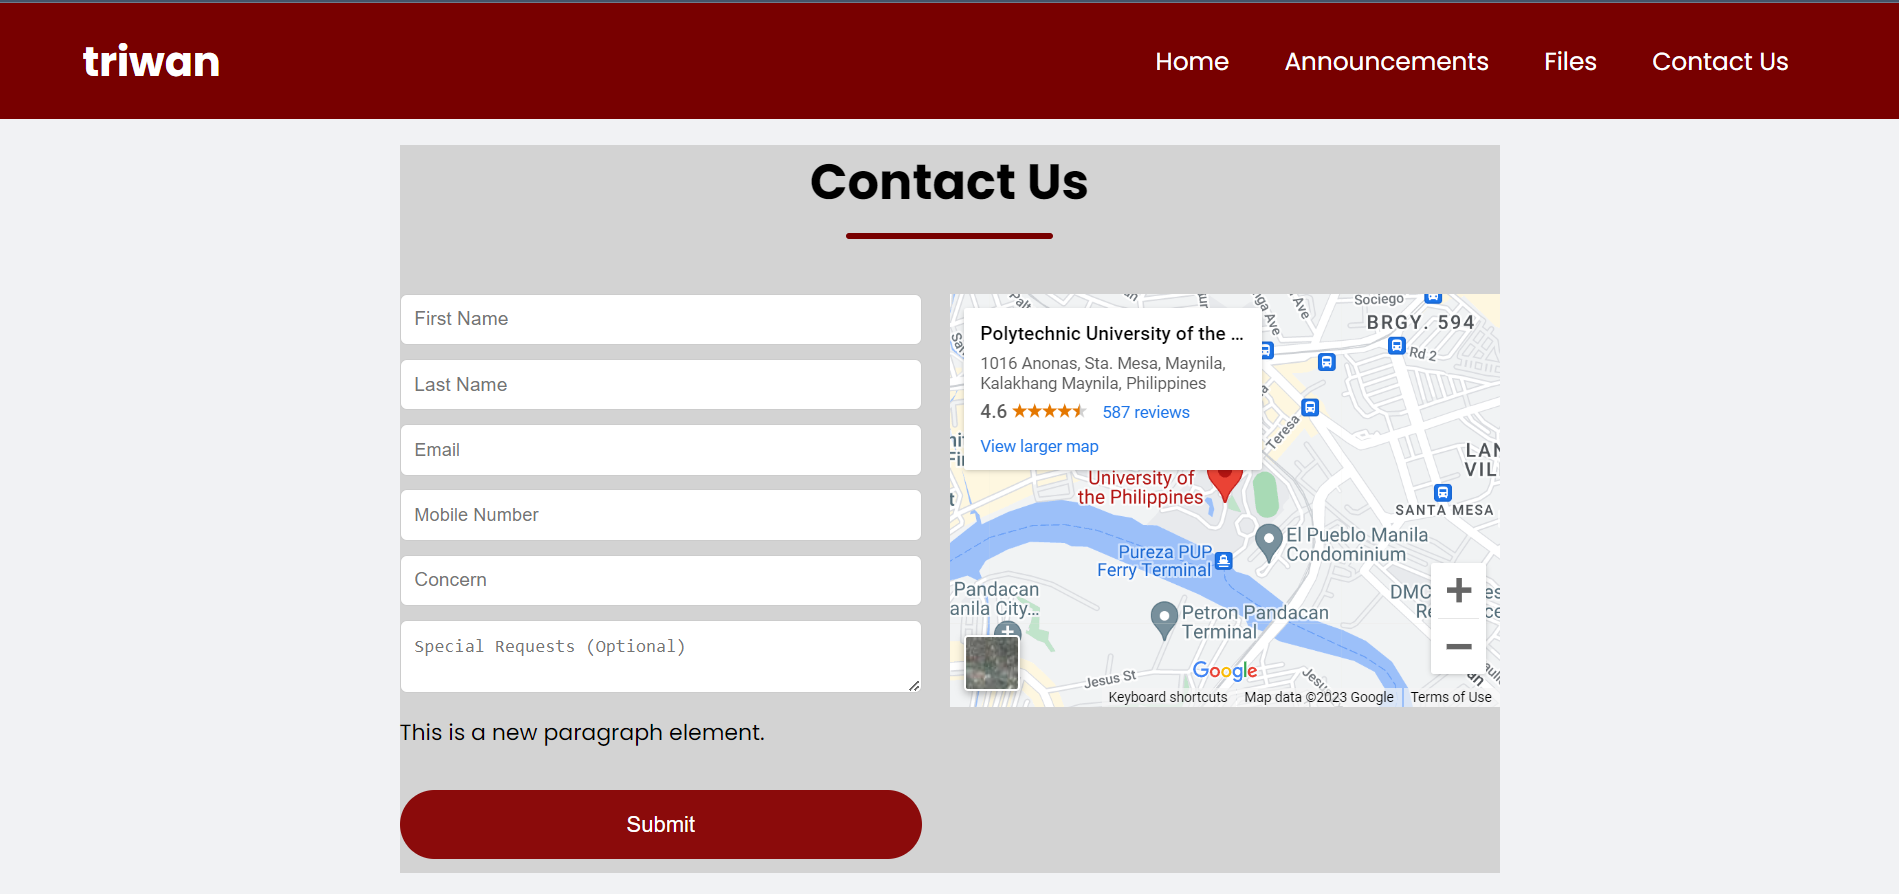 triwan
Home
Announcements
Files
Contact Us
Contact Us
First Name
Last Name
Email
Mobile Number
Concern
Special Requests (Optional)
This is a new paragraph element.
Submit
Polytechnic University of the ...
1016 Anonas, Sta. Mesa, Maynila,
Kalakhang Maynila, Philippines
4.6
587 reviews
View larger map
Sociego
BRGY. 594
Rd 2
Teresa
University of
the Philippines
SANTA MESA
El Pueblo Manila
Condominium
Pureza PUP
Ferry Terminal
Pandacan
City...
DMC
Petron Pandacan
Terminal
Jesus St
Google
Keyboard shortcuts
Map data ©2023 Google
Terms of Use